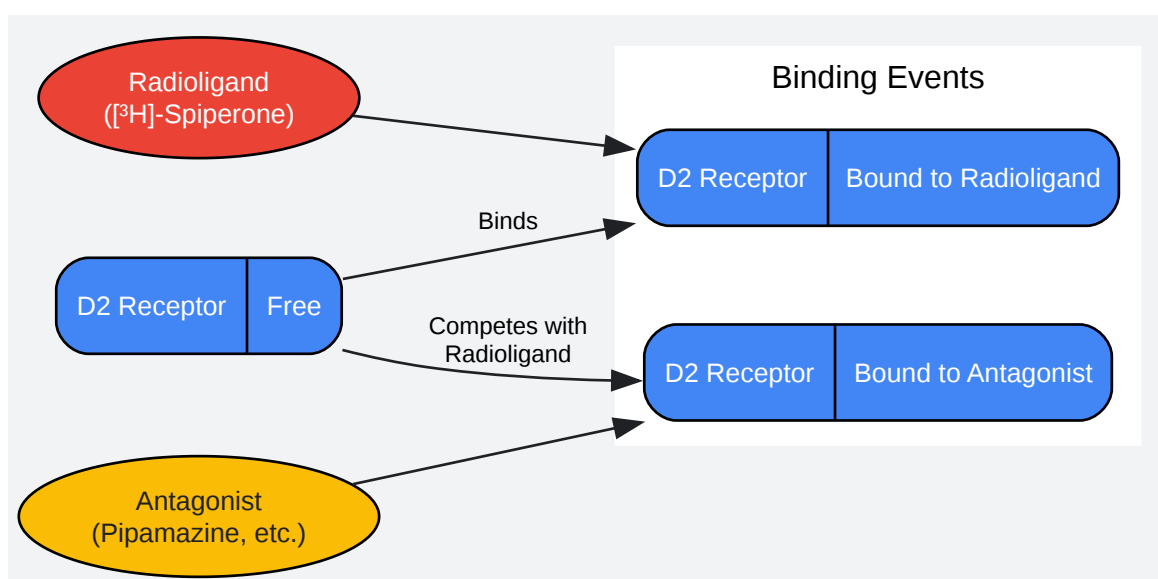 Radioligand
([³H]-Spiperone)
Binding Events
D2 Receptor
Bound to Radioligand
Binds
D2 Receptor
Free
Competes with
Radioligand
D2 Receptor
Bound to Antagonist
Antagonist
(Pipamazine, etc.)